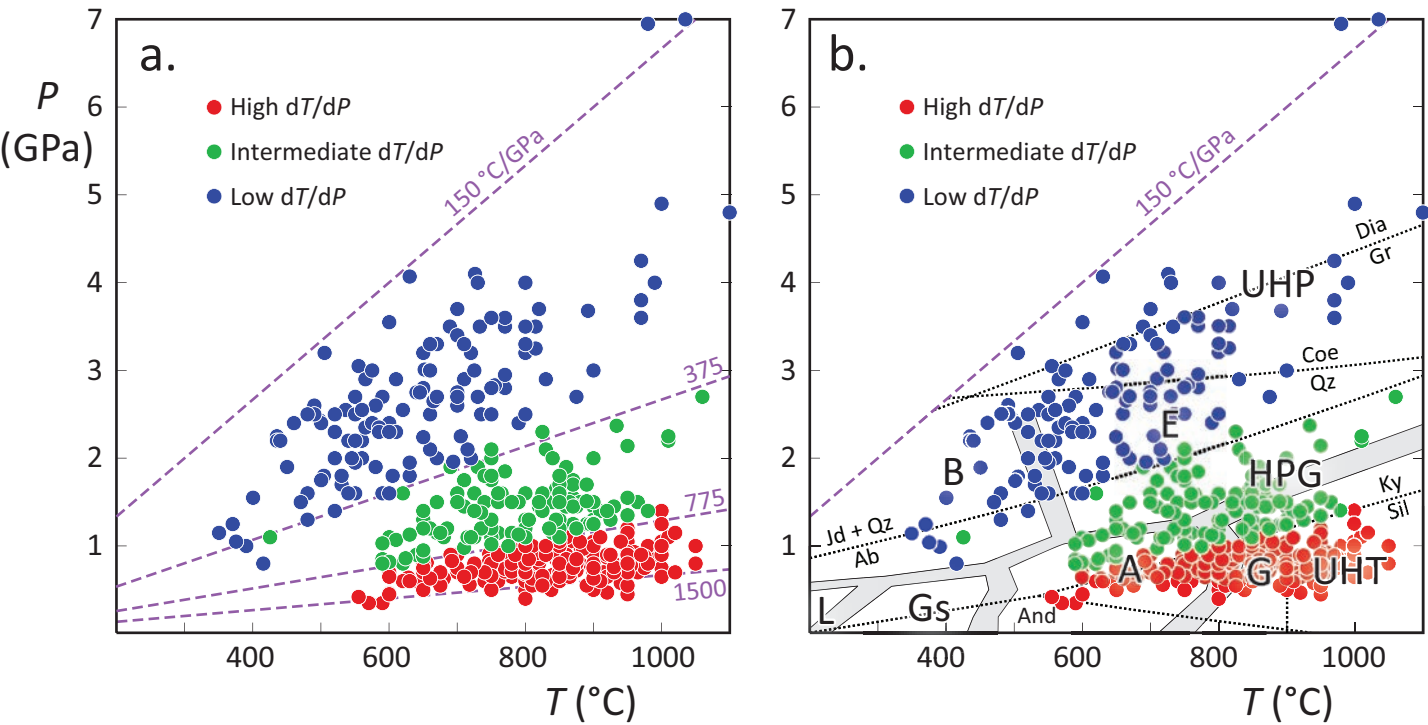 a.
7
6
5
4
3
2
1
P
(GPa)
High dT/dP
Intermediate dT/dP
Low dT/dP
150 °C/GPa
375
775
1500
400
600
800
1000
T (°C)
b.
7
6
5
4
3
2
1
High dT/dP
Intermediate dT/dP
Low dT/dP
150 °C/GPa
Dia
Gr
UHP
Coe
Qz
E
B
HPG
Ky
Sil
Jd + Qz
Ab
A
G
UHT
L
Gs
And
400
600
800
1000
T (°C)